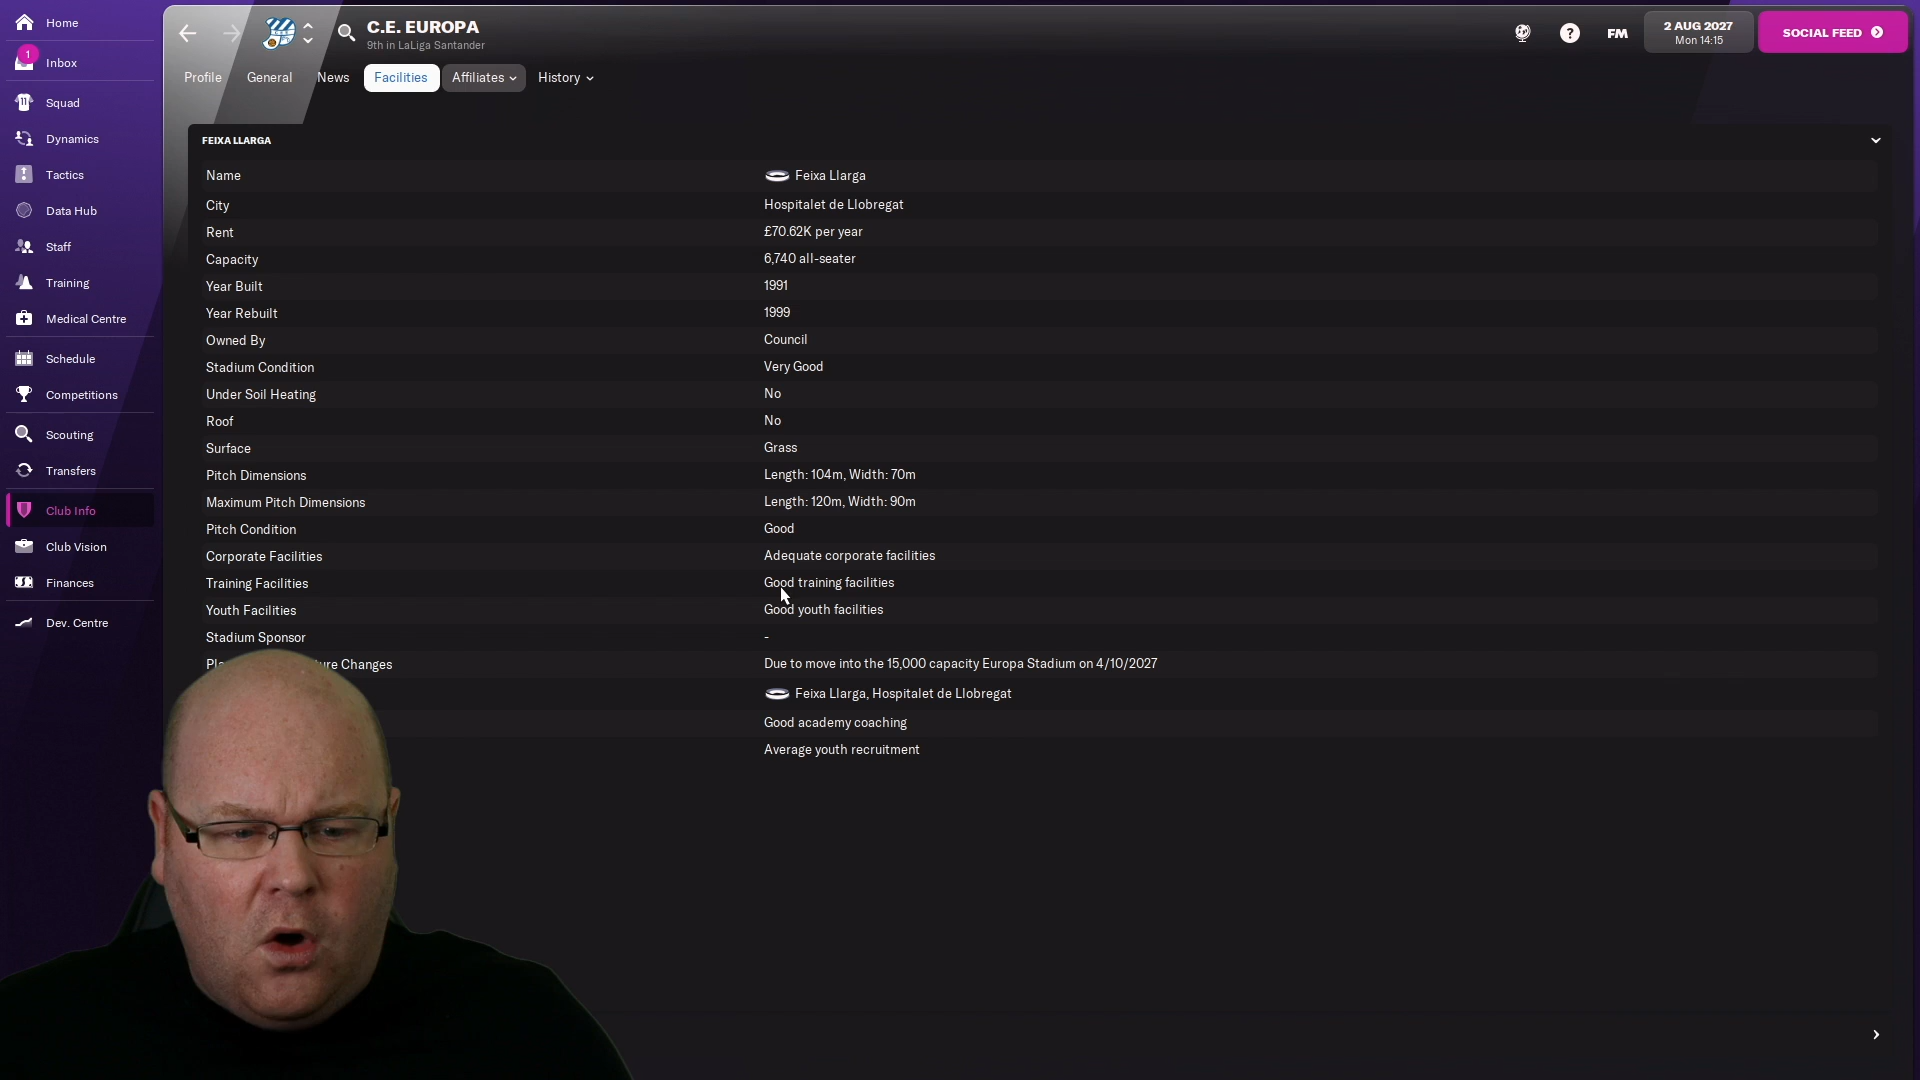 Home
1
Inbox
Squad
Dynamics
Tactics
Data Hub
Staff
Training
Medical Centre
Schedule
Competitions
Scouting
Transfers
Club Info
Club Vision
Finances
Dev. Centre
C.E. EUROPA
9th in LaLiga Santander
? FM
2 AUG 2027
Mon 14:15
SOCIAL FEED
Profile General News Facilities Affiliates History
FEIXA LLARGA
Name Feixa Llarga
City Hospitalet de Llobregat
Rent £70.62K per year
Capacity 6,740 all-seater
Year Built 1991
Year Rebuilt 1999
Owned By Council
Stadium Condition Very Good
Under Soil Heating No
Roof No
Surface Grass
Pitch Dimensions Length: 104m, Width: 70m
Maximum Pitch Dimensions Length: 120m, Width: 90m
Pitch Condition Good
Corporate Facilities Adequate corporate facilities
Training Facilities Good training facilities
Youth Facilities Good youth facilities
Stadium Sponsor -
Changes Due to move into the 15,000 capacity Europa Stadium on 4/10/2027
Feixa Llarga, Hospitalet de Llobregat
Good academy coaching
Average youth recruitment